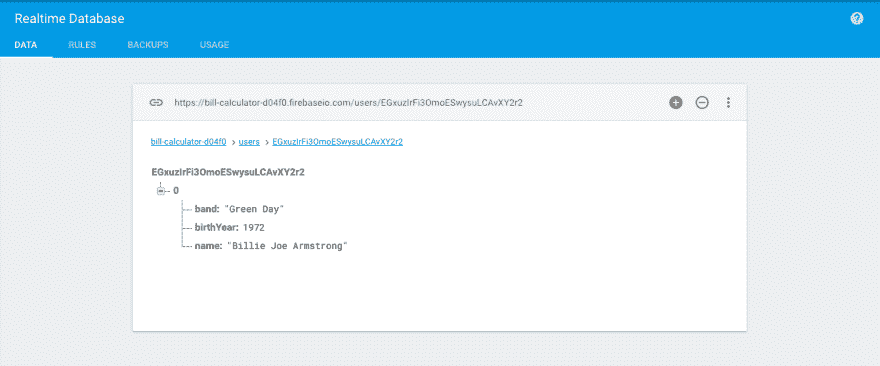 Realtime Database
DATA RULES BACKUPS USAGE
https://bill-calculator-d04f0.firebaseio.com/users/EGxuzIrFi3OmoESwysuLCAvXY2r2
bill-calculator-d04f0 > users > EGxuzIrFi3OmoESwysuLCAvXY2r2
EGxuzIrFi3OmoESwysuLCAvXY2r2
0
band: "Green Day"
birthYear: 1972
name: "Billie Joe Armstrong"